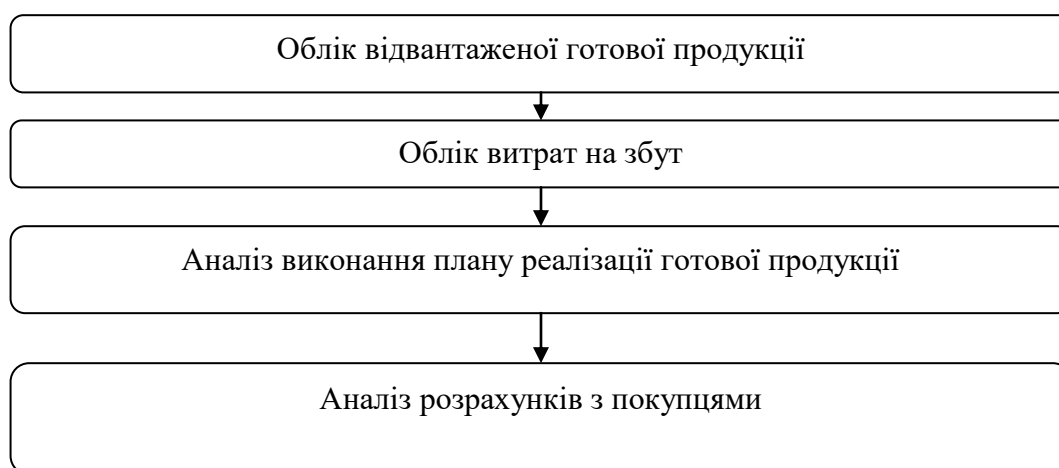 Облік відвантаженої готової продукції
Облік витрат на збут
Аналіз виконання плану реалізації готової продукції
Аналіз розрахунків з покупцями